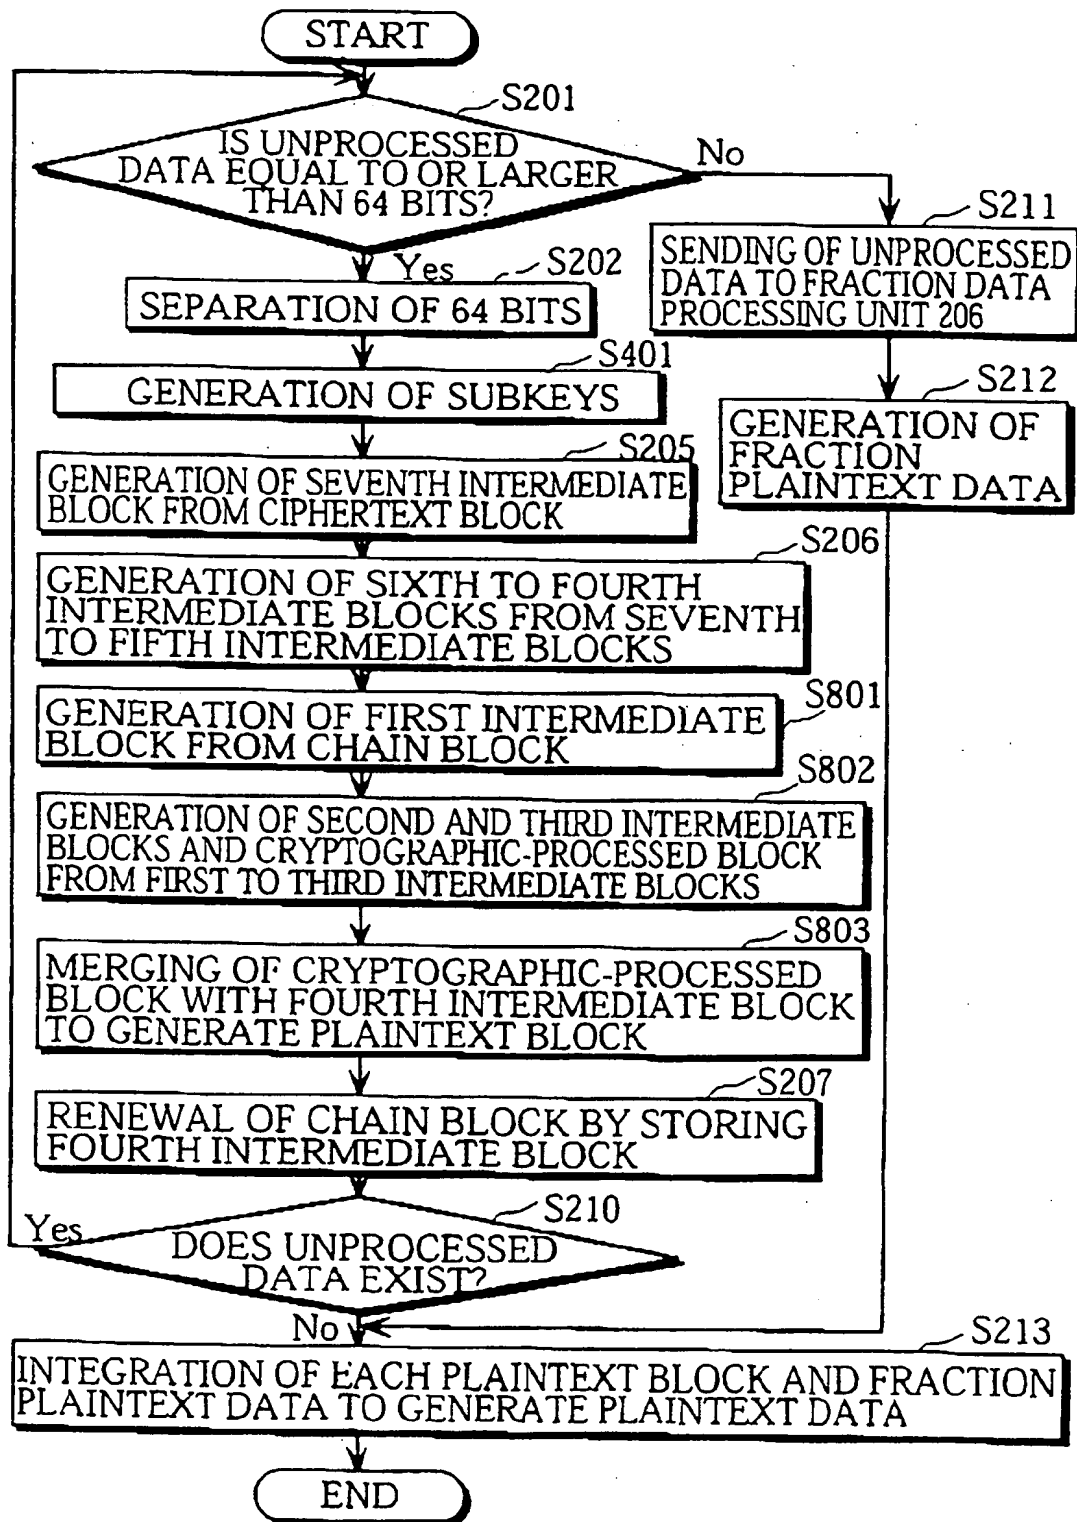 START
S201
IS UNPROCESSED
DATA EQUAL TO OR LARGER
THAN 64 BITS?
No
Yes
S202
SEPARATION OF 64 BITS
S401
GENERATION OF SUBKEYS
S205
GENERATION OF SEVENTH INTERMEDIATE
BLOCK FROM CIPHERTEXT BLOCK
S206
GENERATION OF SIXTH TO FOURTH
INTERMEDIATE BLOCKS FROM SEVENTH
TO FIFTH INTERMEDIATE BLOCKS
S801
GENERATION OF FIRST INTERMEDIATE
BLOCK FROM CHAIN BLOCK
S802
GENERATION OF SECOND AND THIRD INTERMEDIATE
BLOCKS AND CRYPTOGRAPHIC-PROCESSED BLOCK
FROM FIRST TO THIRD INTERMEDIATE BLOCKS
S803
MERGING OF CRYPTOGRAPHIC-PROCESSED
BLOCK WITH FOURTH INTERMEDIATE BLOCK
TO GENERATE PLAINTEXT BLOCK
S207
RENEWAL OF CHAIN BLOCK BY STORING
FOURTH INTERMEDIATE BLOCK
S210
Yes
DOES UNPROCESSED
DATA EXIST?
No
S211
SENDING OF UNPROCESSED
DATA TO FRACTION DATA
PROCESSING UNIT 206
S212
GENERATION OF
FRACTION
PLAINTEXT DATA
S213
INTEGRATION OF EACH PLAINTEXT BLOCK AND FRACTION
PLAINTEXT DATA TO GENERATE PLAINTEXT DATA
END